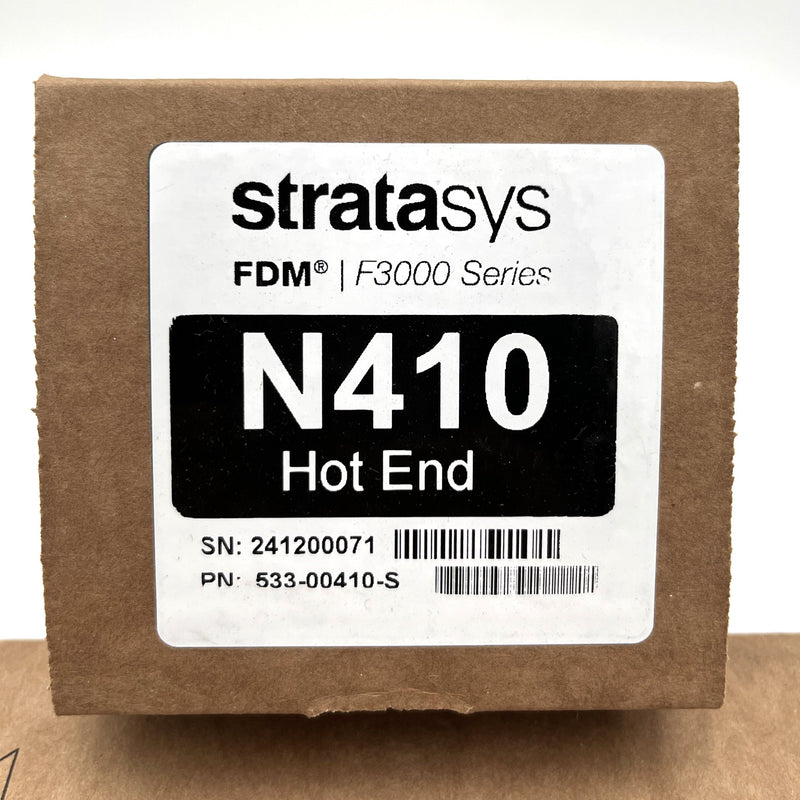 stratasys
FDM® | F3000 Series
N410
Hot End
SN: 241200071
PN: 533-00410-S